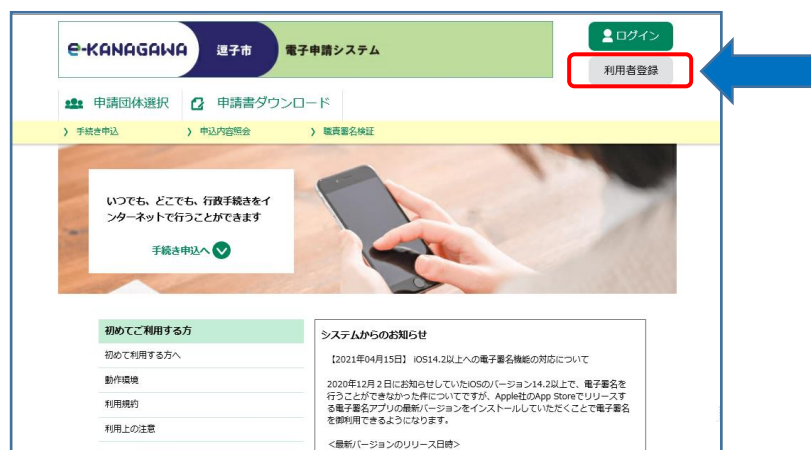 e-KANAGAWA 逗子市 電子申請システム
ログイン
利用者登録
申請団体選択 申請書ダウンロード
手続き申込 申込内容照会 職責署名検証
いつでも、どこでも、行政手続きをイ
ンターネットで行うことができます
手続き申込へ
初めてご利用する方
初めて利用する方へ
動作環境
利用規約
利用上の注意
システムからのお知らせ
【2021年04月15日】 iOS14.2以上への電子署名機能の対応について
2020年12月2日にお知らせしていたiOSのバージョン14.2以上で、電子署名を
行うことができなかった件についてですが、Apple社のApp Storeでリリースす
る電子署名アプリの最新バージョンをインストールしていただくことで電子署名
を御利用できるようになります。
<最新バージョンのリリース日時>